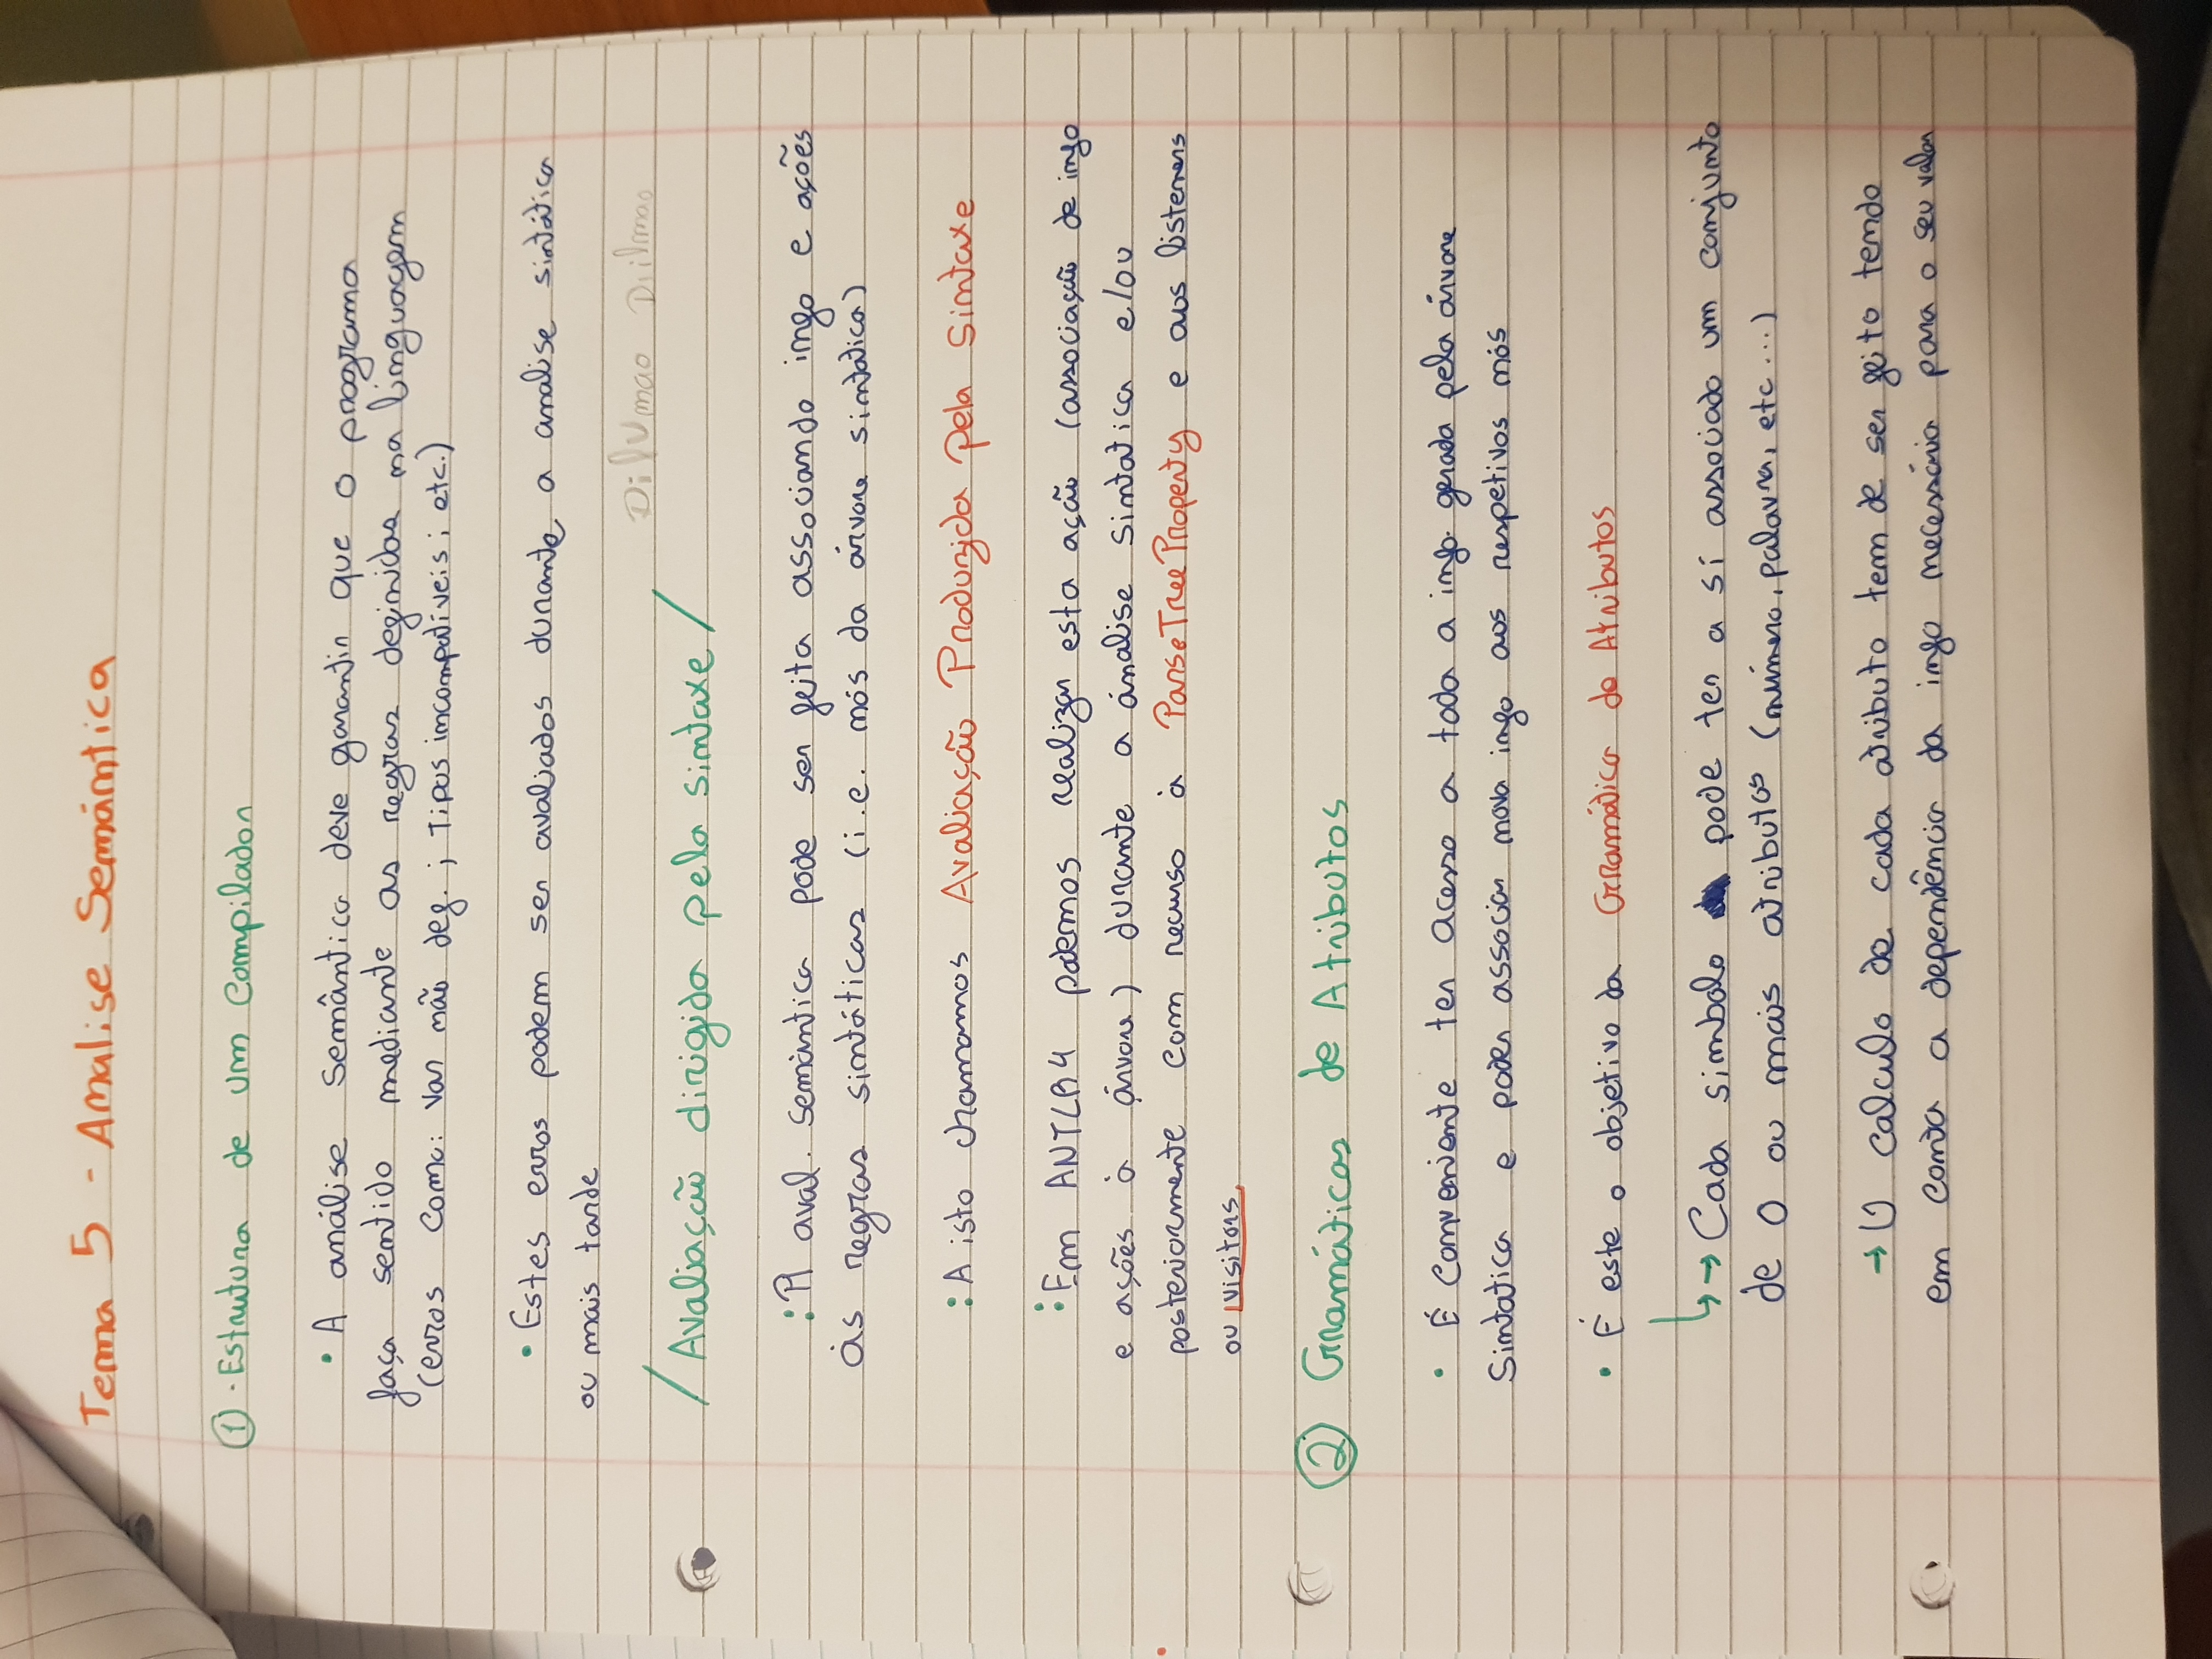 Tema 5 - Analise Semántica
① · Estrutura de um Compilador
• A análise semântica deve garantir que o programa
faça sentido mediante as regras definidas na linguagem
(erros como: var não def. ; tipos incompatíveis ; etc.)
• Estes erros podem ser avaliados durante a analise sintática
ou mais tarde
/Avaliação dirigida pela sintaxe/
: A aval. semântica pode ser feita associando info e ações
às regras sintáticas (i.e. nós da árvore sintatica)
: A isto chamamos Avaliação Produzida pela Sintaxe
: Em ANTLR4 podemos realizar esta ação (associação de info
e ações à árvore) durante a ánalise sintatica e/ou
posteriormente com recurso à ParseTreeProperty e aos listeners
ou visitors
② Gramáticas de Atributos
• É conveniente ter acesso a toda a info. gerada pela árvore
Sintatica e poder associar nova info aos respetivos nós
• É este o objetivo da Gramática de Atributos
↳→ Cada simbolo pode ter a sí associado um conjunto
de 0 ou mais atributos (número, palavra, etc...)
→ O calculo de cada atributo tem de ser feito tendo
em conta a dependência da info necessária para o seu valor